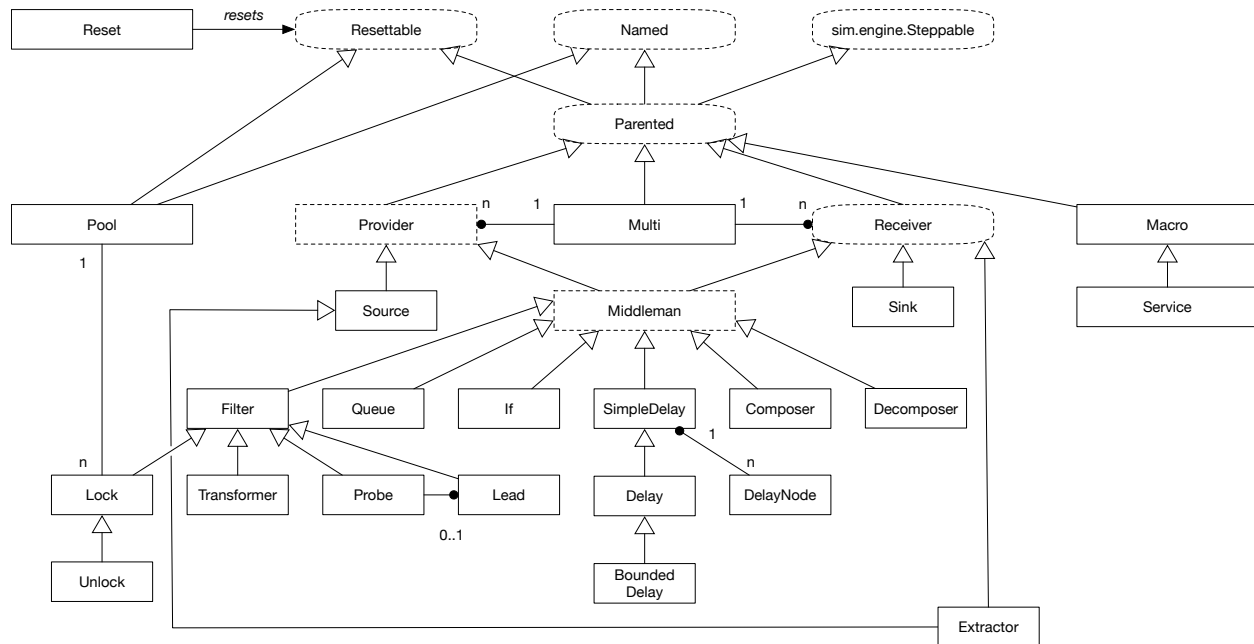 resets
Reset
Resettable
Named
sim.engine.Steppable
Parented
n
1
1
n
Pool
Provider
Multi
Receiver
Macro
1
Source
Middleman
Sink
Service
Filter
Queue
If
SimpleDelay
Composer
Decomposer
1
n
n
Lock
Transformer
Probe
Lead
Delay
DelayNode
0..1
Unlock
Bounded
Delay
Extractor